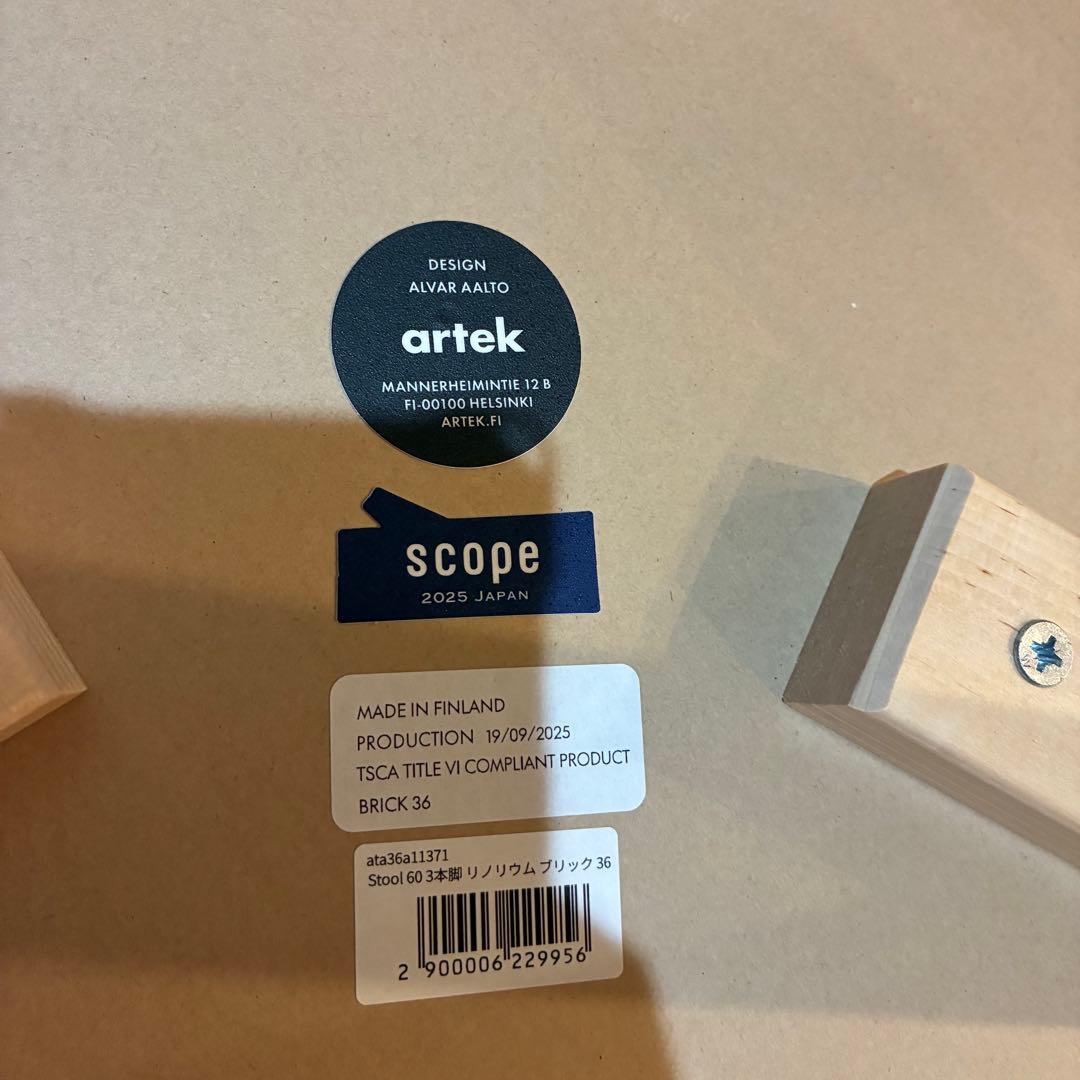 DESIGN
ALVAR AALTO
artek
MANNERHEIMINTIE 12 B
FI-00100 HELSINKI
ARTEK.FI
scope
2025 JAPAN
MADE IN FINLAND
PRODUCTION 19/09/2025
TSCA TITLE VI COMPLIANT PRODUCT
BRICK 36
ata36a11371
Stool 60 3本脚 リノリウム ブリック 36
2 900006 229956